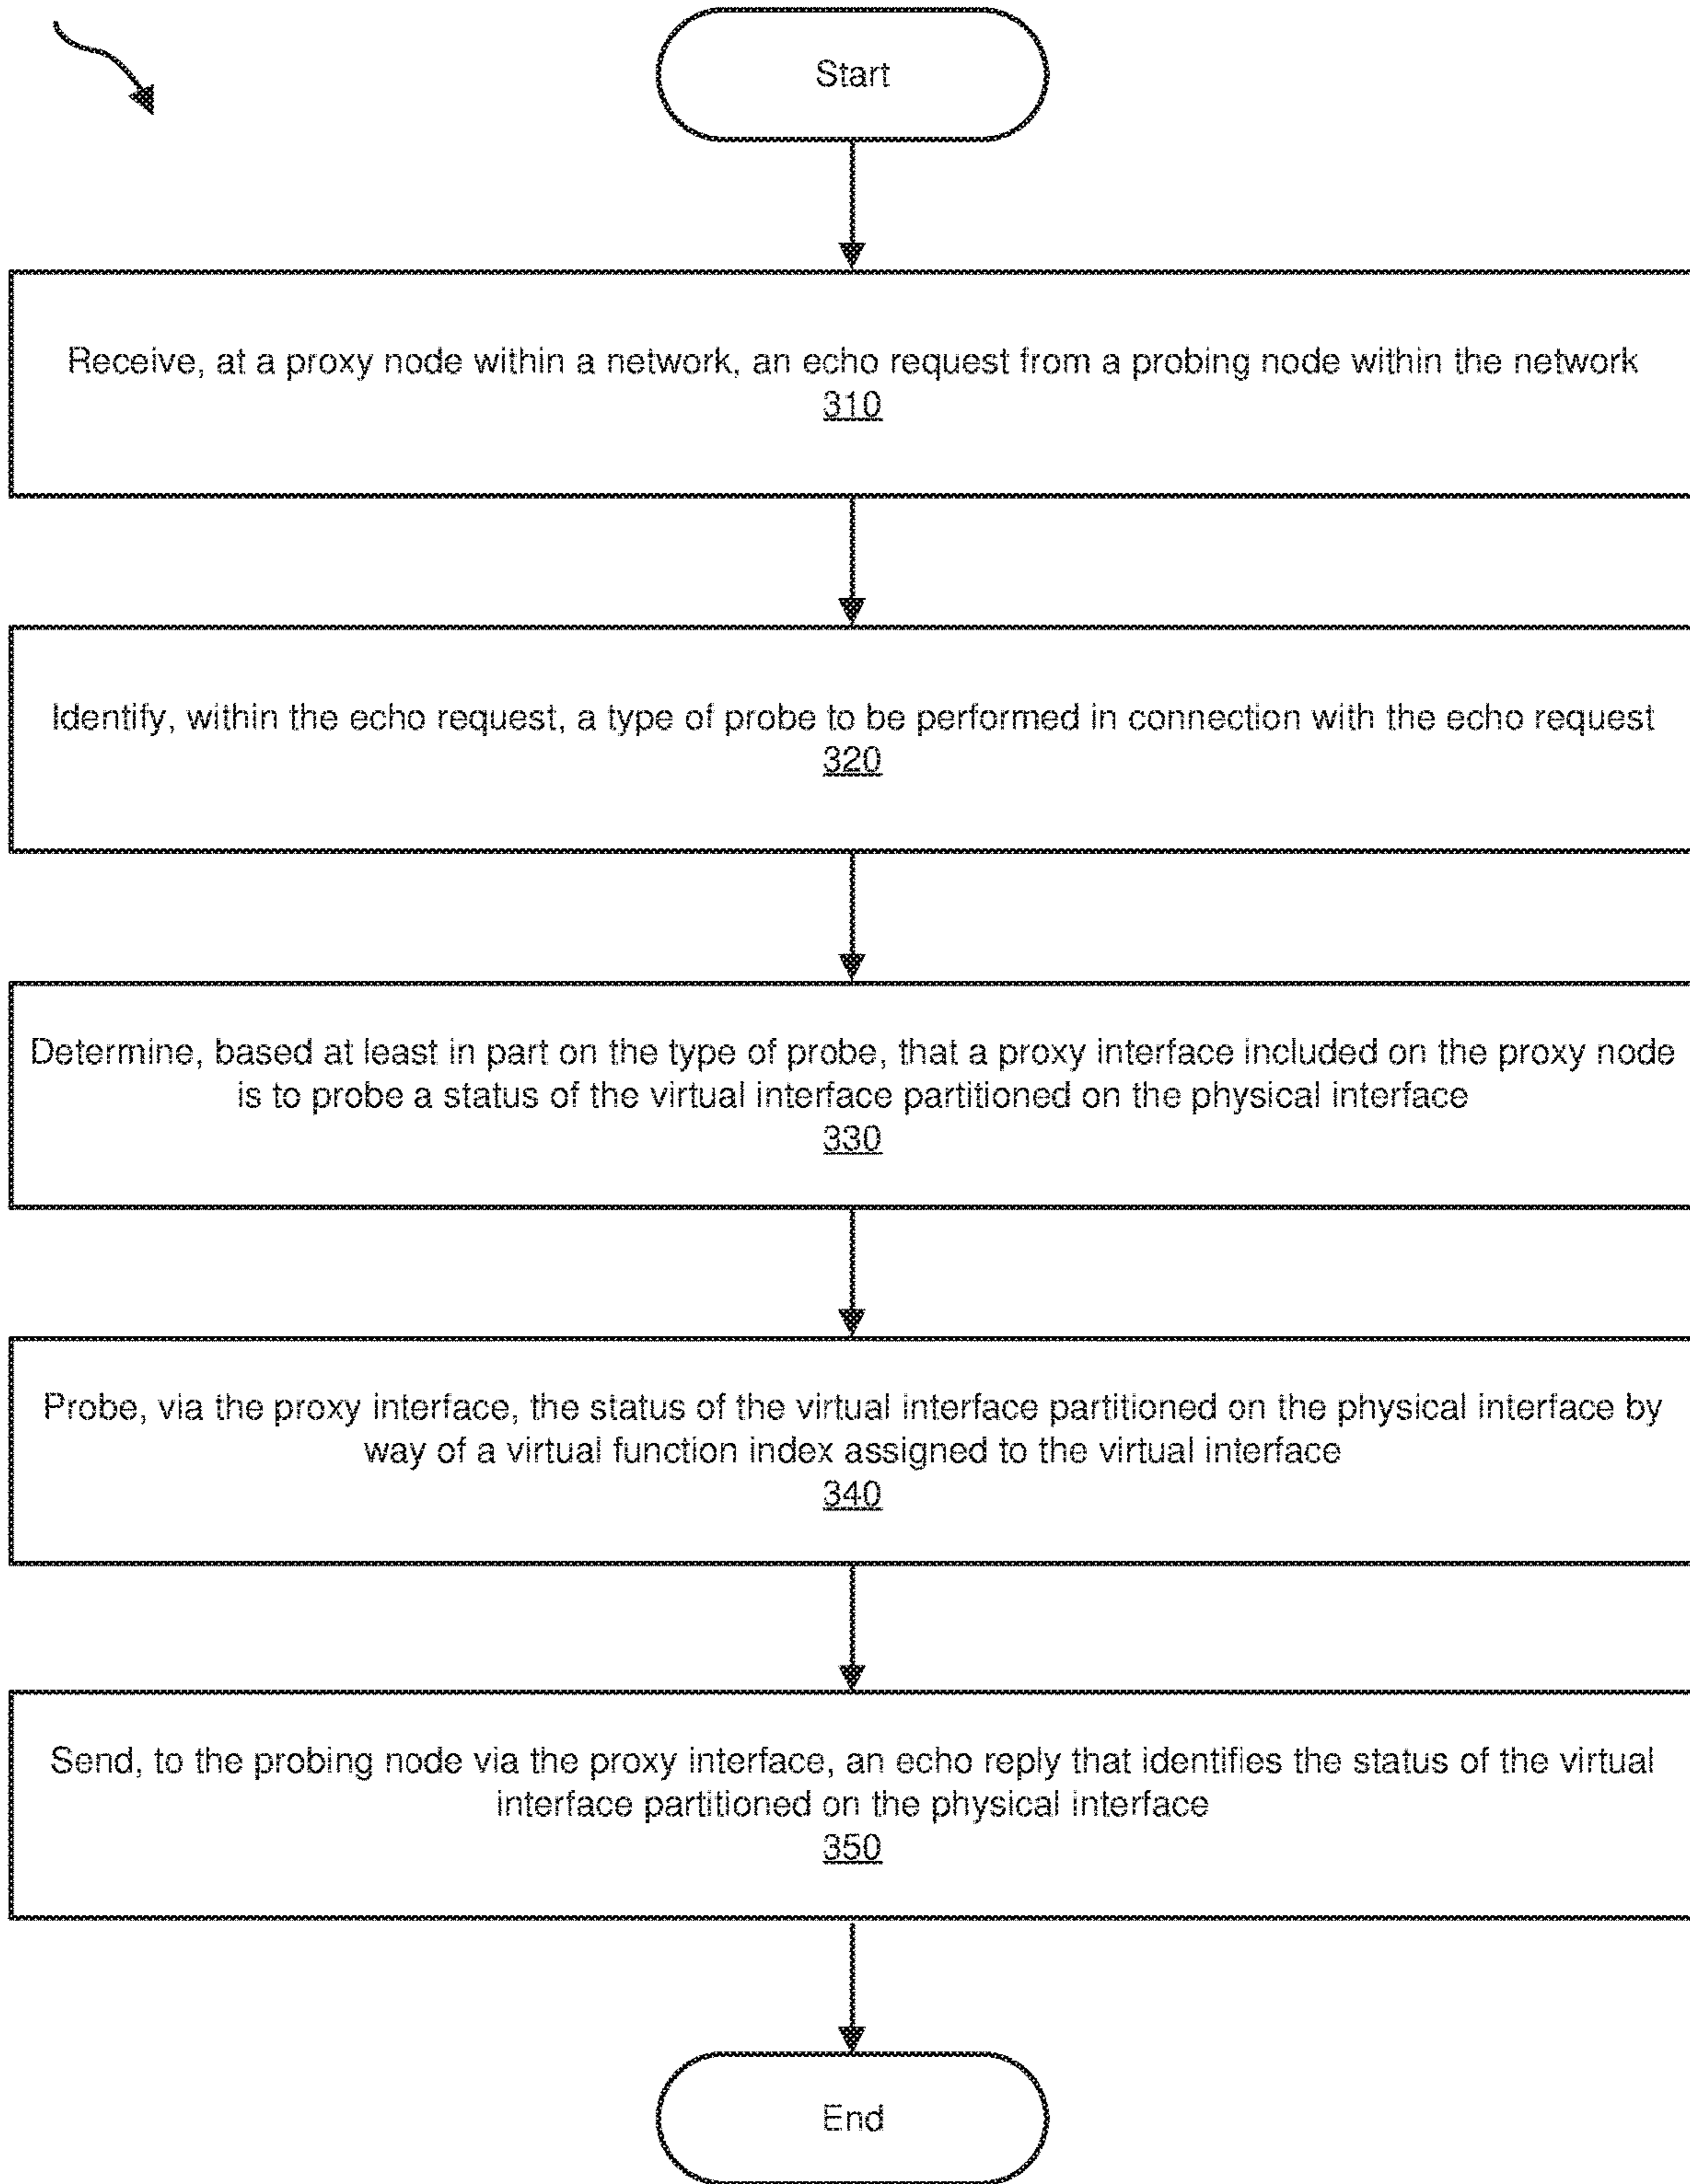 Start
Receive, at a proxy node within a network, an echo request from a probing node within the network
310
Identify, within the echo request, a type of probe to be performed in connection with the echo request
320
Determine, based at least in part on the type of probe, that a proxy interface included on the proxy node
is to probe a status of the virtual interface partitioned on the physical interface
330
Probe, via the proxy interface, the status of the virtual interface partitioned on the physical interface by
way of a virtual function index assigned to the virtual interface
340
Send, to the probing node via the proxy interface, an echo reply that identifies the status of the virtual
interface partitioned on the physical interface
350
End